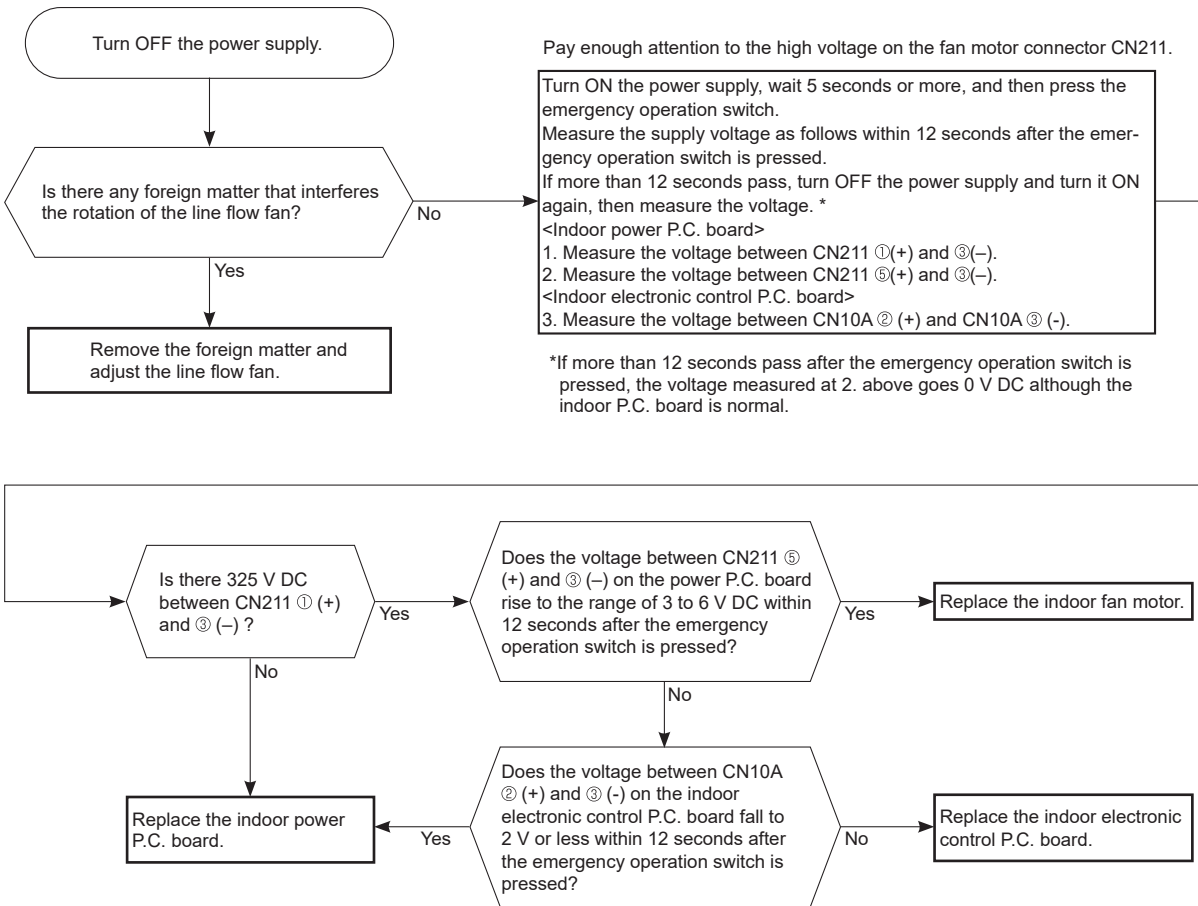 Turn OFF the power supply.
Is there any foreign matter that interferes
the rotation of the line flow fan?
No
Yes
Remove the foreign matter and
adjust the line flow fan.
Pay enough attention to the high voltage on the fan motor connector CN211.
Turn ON the power supply, wait 5 seconds or more, and then press the
emergency operation switch.
Measure the supply voltage as follows within 12 seconds after the emer-
gency operation switch is pressed.
If more than 12 seconds pass, turn OFF the power supply and turn it ON
again, then measure the voltage. *
<Indoor power P.C. board>
1. Measure the voltage between CN211 ①(+) and ③(–).
2. Measure the voltage between CN211 ⑤(+) and ③(–).
<Indoor electronic control P.C. board>
3. Measure the voltage between CN10A ② (+) and CN10A ③ (-).
*If more than 12 seconds pass after the emergency operation switch is
pressed, the voltage measured at 2. above goes 0 V DC although the
indoor P.C. board is normal.
Is there 325 V DC
between CN211 ① (+)
and ③ (–) ?
Yes
No
Does the voltage between CN211 ⑤
(+) and ③ (–) on the power P.C. board
rise to the range of 3 to 6 V DC within
12 seconds after the emergency
operation switch is pressed?
Yes
Replace the indoor fan motor.
No
Does the voltage between CN10A
② (+) and ③ (-) on the indoor
electronic control P.C. board fall to
2 V or less within 12 seconds after
the emergency operation switch is
pressed?
Yes
Replace the indoor power
P.C. board.
No
Replace the indoor electronic
control P.C. board.